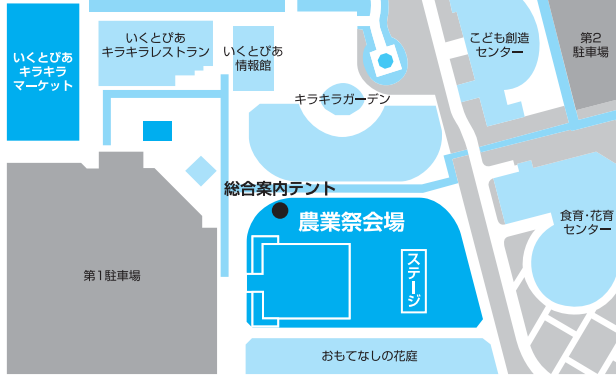 いくとぴあ
キラキラ
マーケット
いくとぴあ
キラキラレストラン
いくとぴあ
情報館
こども創造
センター
第2
駐車場
キラキラガーデン
総合案内テント
農業祭会場
食育・花育
センター
第1駐車場
ステージ
おもてなしの花庭